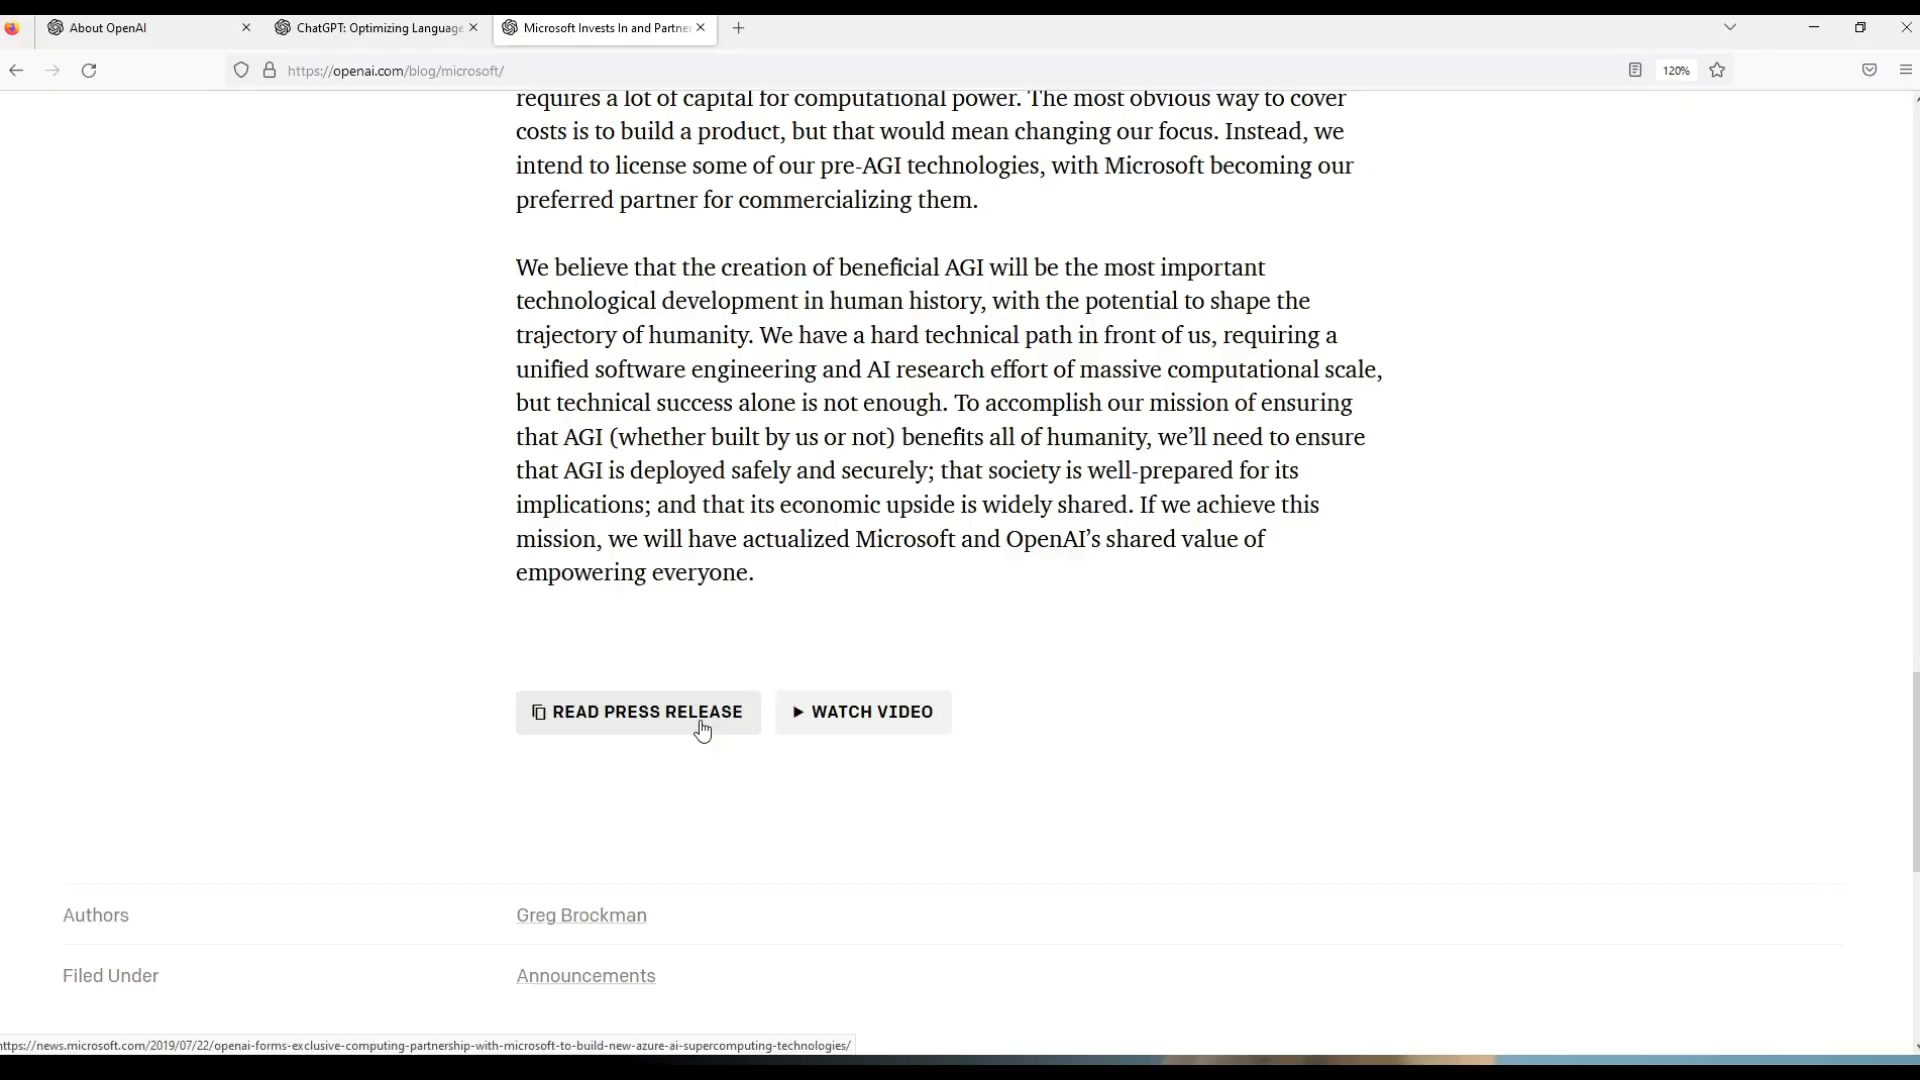 About OpenAI
ChatGPT: Optimizing Language
Microsoft Invests In and Partner
https://openai.com/blog/microsoft/
120%
requires a lot of capital for computational power. The most obvious way to cover
costs is to build a product, but that would mean changing our focus. Instead, we
intend to license some of our pre-AGI technologies, with Microsoft becoming our
preferred partner for commercializing them.
We believe that the creation of beneficial AGI will be the most important
technological development in human history, with the potential to shape the
trajectory of humanity. We have a hard technical path in front of us, requiring a
unified software engineering and AI research effort of massive computational scale,
but technical success alone is not enough. To accomplish our mission of ensuring
that AGI (whether built by us or not) benefits all of humanity, we’ll need to ensure
that AGI is deployed safely and securely; that society is well-prepared for its
implications; and that its economic upside is widely shared. If we achieve this
mission, we will have actualized Microsoft and OpenAI’s shared value of
empowering everyone.
READ PRESS RELEASE
WATCH VIDEO
Authors
Greg Brockman
Filed Under
Announcements
https://news.microsoft.com/2019/07/22/openai-forms-exclusive-computing-partnership-with-microsoft-to-build-new-azure-ai-supercomputing-technologies/